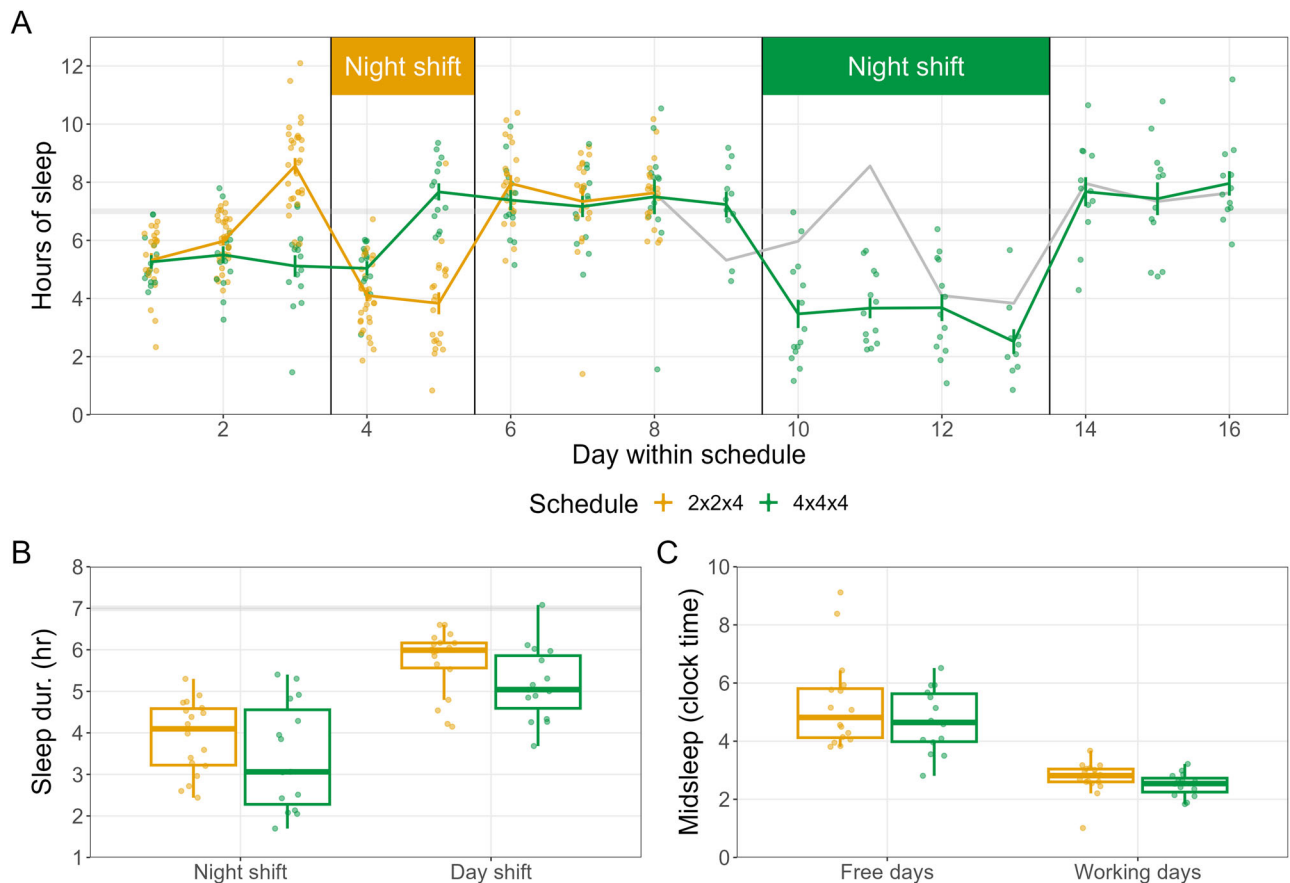 A
Night shift
Night shift
12
10
8
6
4
2
0
Hours of sleep
2
4
6
8
10
12
14
16
Day within schedule
Schedule 2x2x4 4x4x4
B
8
7
6
5
4
3
2
1
Sleep dur. (hr)
Night shift
Day shift
C
10
8
6
4
2
0
Midsleep (clock time)
Free days
Working days